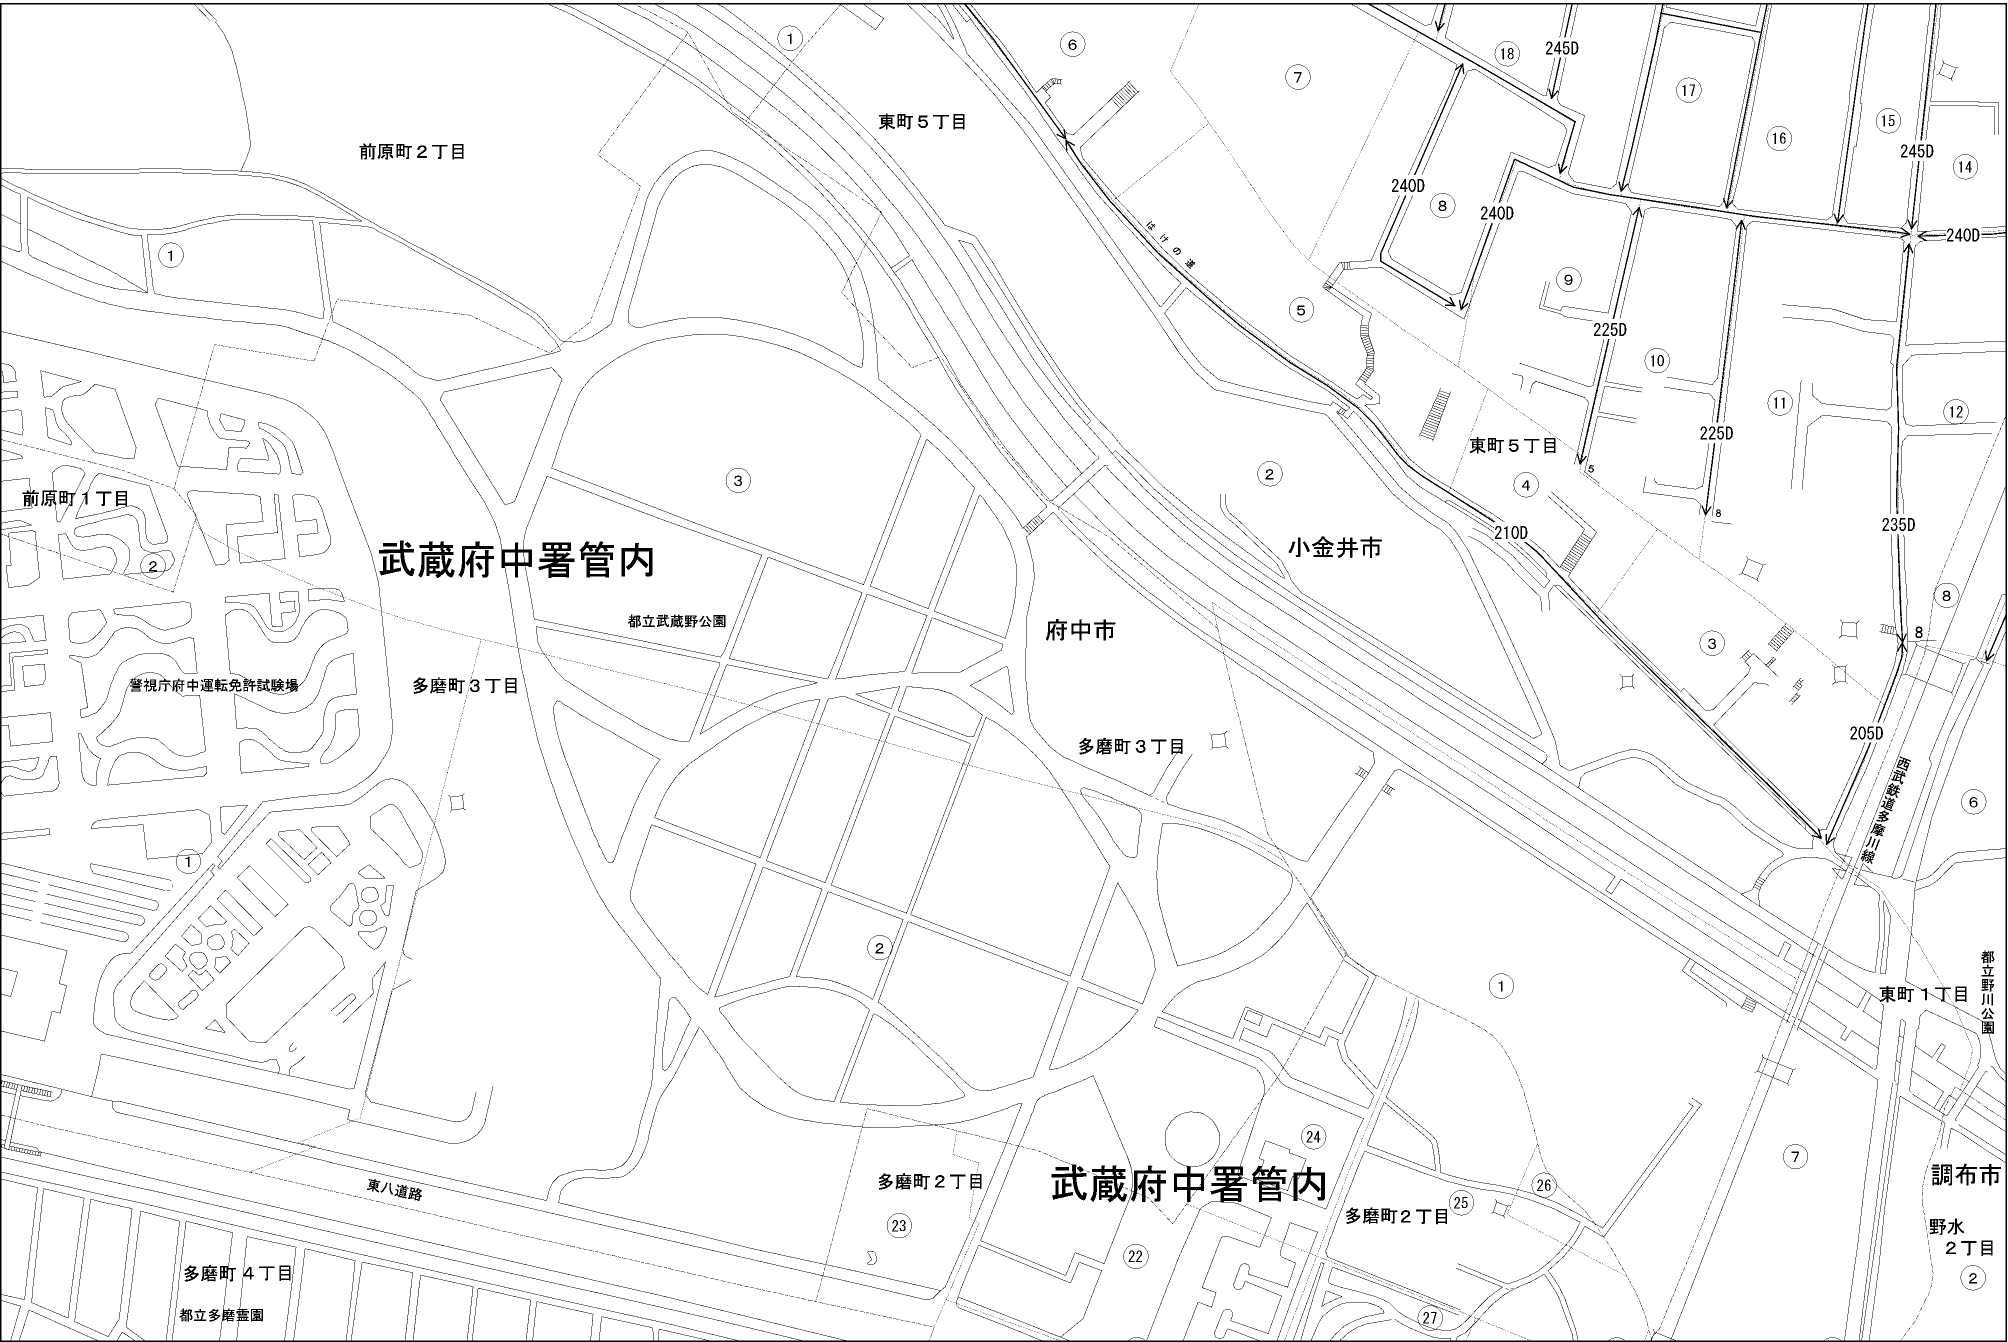 ①
⑥
⑱
245D
⑦
⑰
⑯
⑮
東町５丁目
前原町２丁目
245D
⑭
240D
⑧
240D
はけの道
240D
①
⑨
⑤
225D
⑩
⑪
⑫
225D
東町５丁目
5
③
②
④
前原町１丁目
8
235D
210D
小金井市
武蔵府中署管内
②
⑧
都立武蔵野公園
府中市
8
③
警視庁府中運転免許試験場
多磨町３丁目
205D
多磨町３丁目
西武鉄道多摩川線
⑥
①
②
都立野川公園
①
東町１丁目
㉔
⑦
調布市
武蔵府中署管内
多磨町２丁目
東八道路
㉖
㉕
多磨町２丁目
㉓
野水
２丁目
㉒
多磨町４丁目
②
都立多磨霊園
㉗